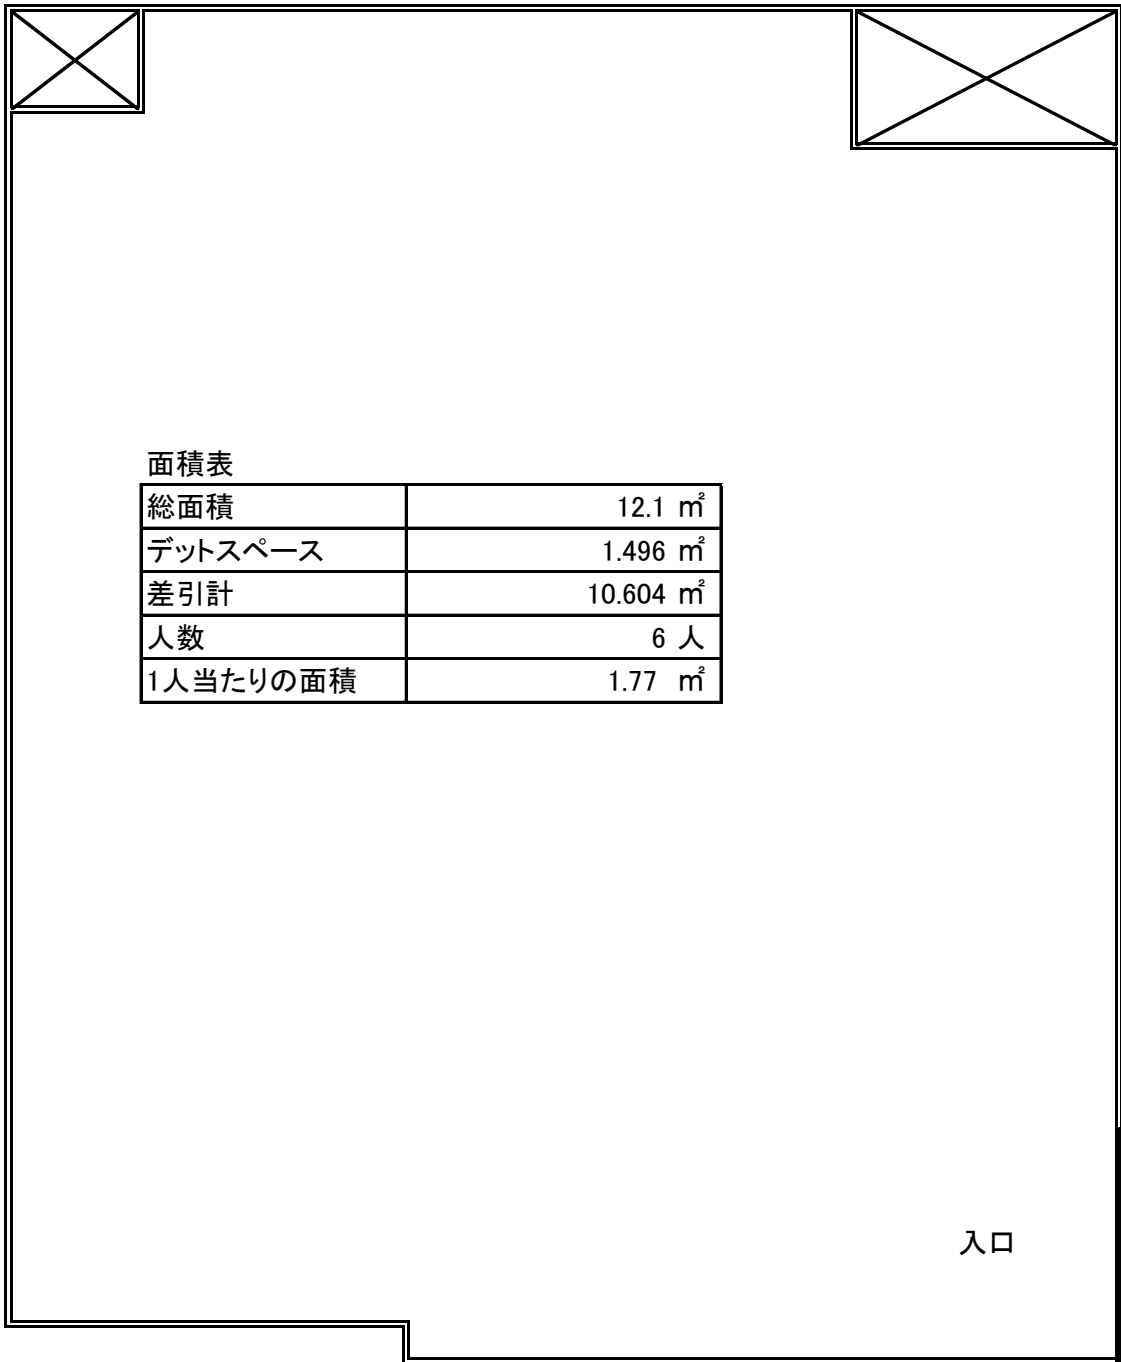 面積表
総面積 12.1 ㎡
デットスペース 1.496 ㎡
差引計 10.604 ㎡
人数 6 人
1人当たりの面積 1.77 ㎡
入口